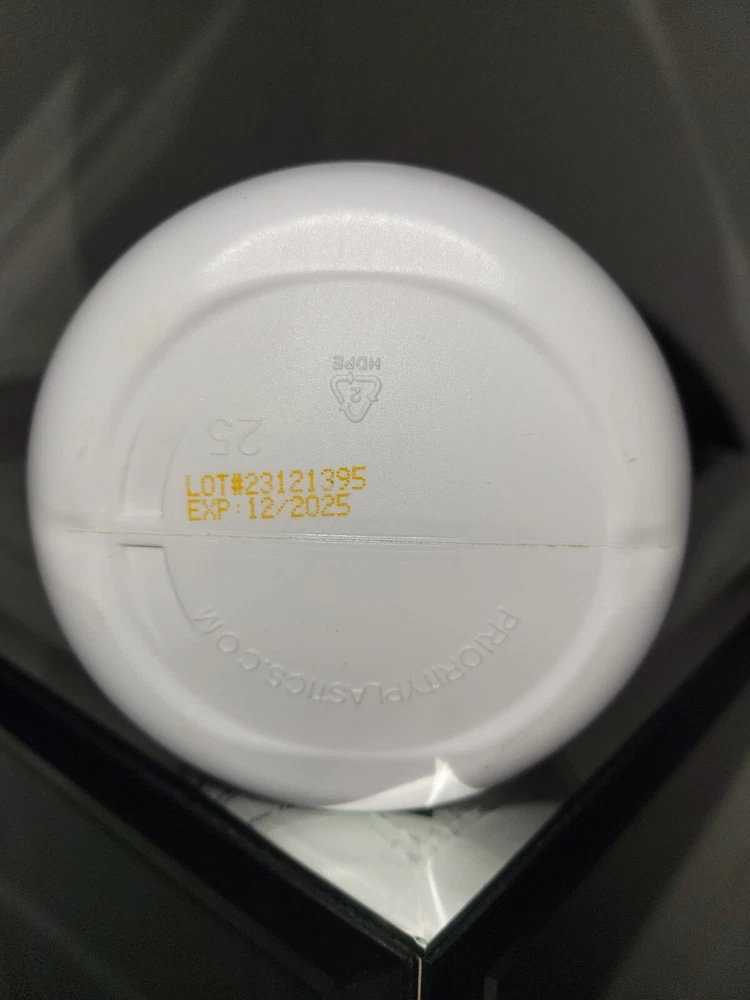 HDPE
2
25
LOT#23121395
EXP:12/2025
PRIORITYPLASTICS.COM